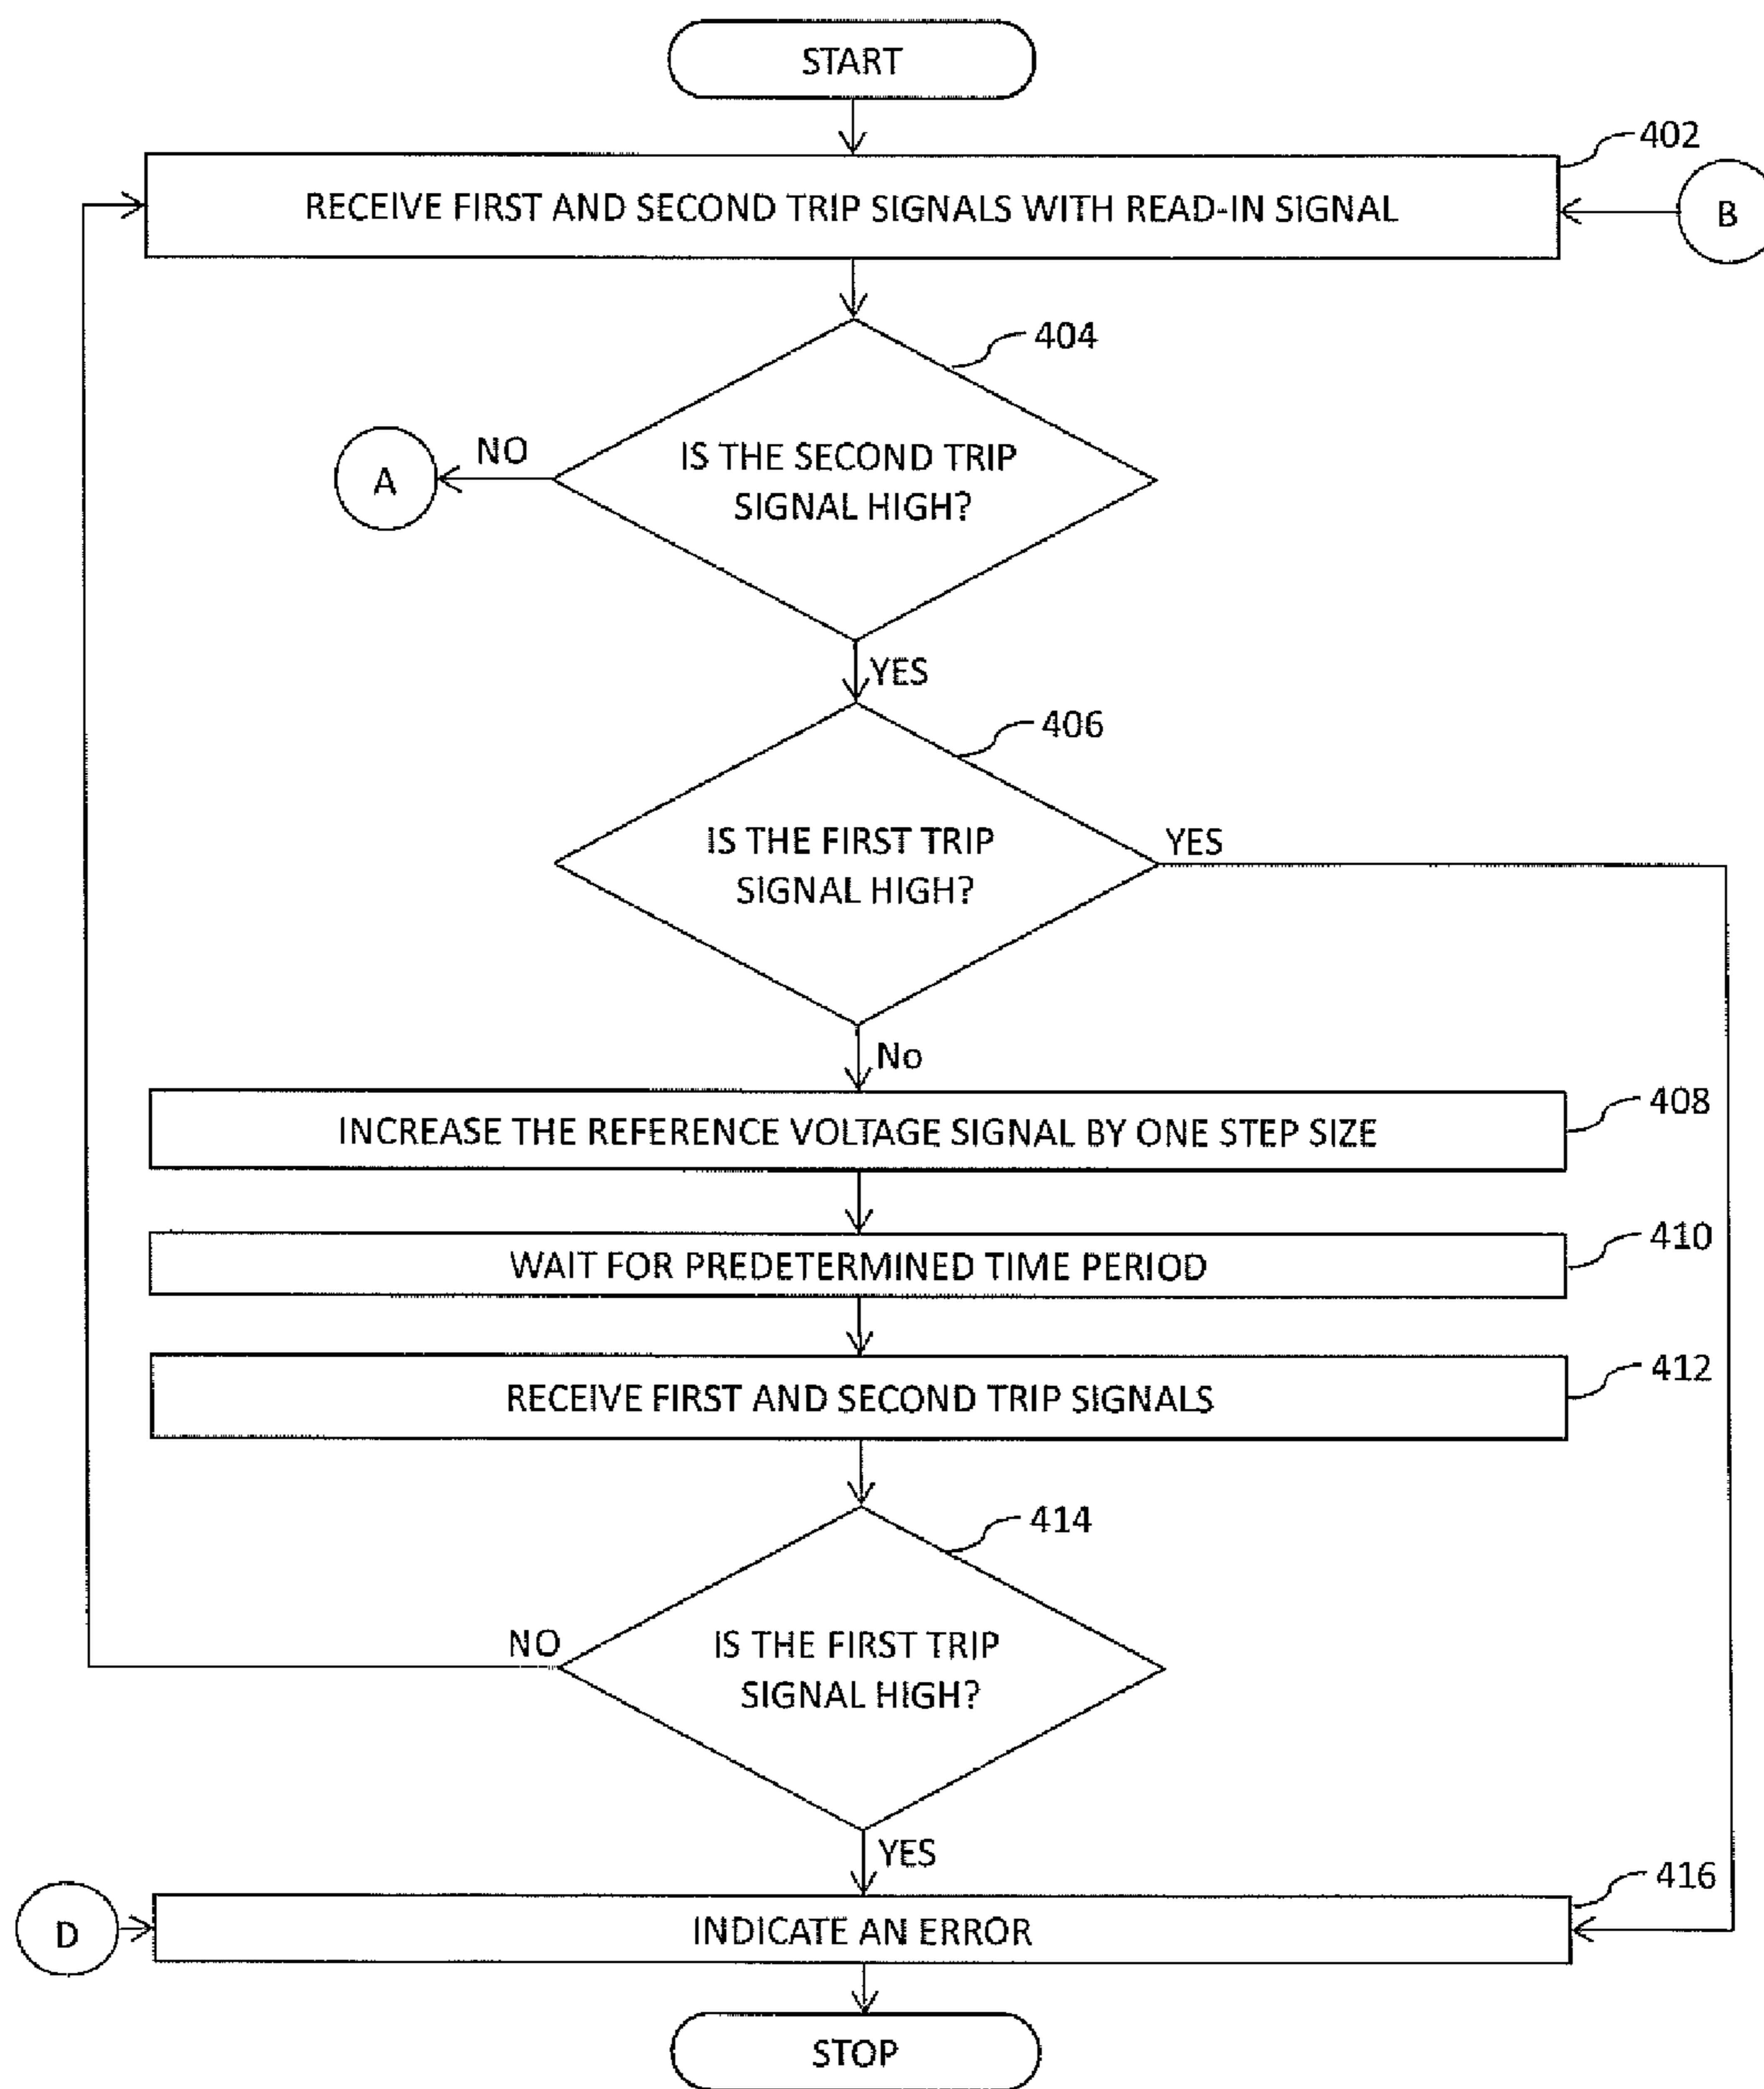 START
402
RECEIVE FIRST AND SECOND TRIP SIGNALS WITH READ-IN SIGNAL
B
404
IS THE SECOND TRIP
SIGNAL HIGH?
NO
A
YES
406
IS THE FIRST TRIP
SIGNAL HIGH?
YES
No
408
INCREASE THE REFERENCE VOLTAGE SIGNAL BY ONE STEP SIZE
410
WAIT FOR PREDETERMINED TIME PERIOD
412
RECEIVE FIRST AND SECOND TRIP SIGNALS
414
IS THE FIRST TRIP
SIGNAL HIGH?
NO
YES
416
D
INDICATE AN ERROR
STOP